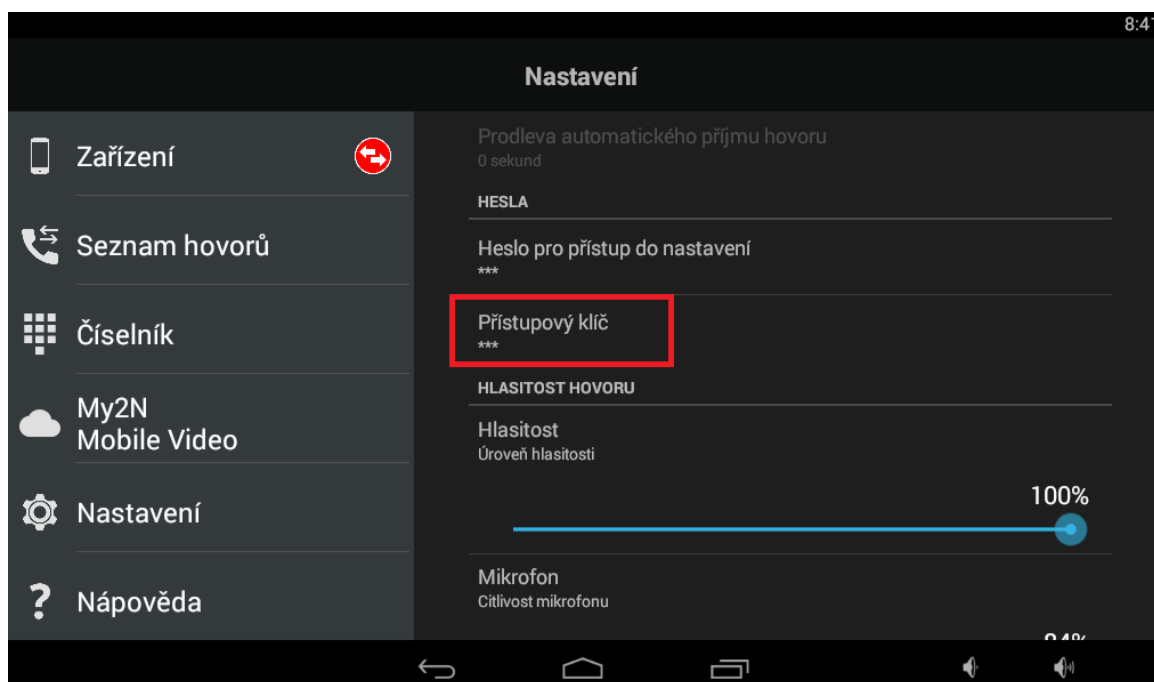 8:41
Nastavení
Zařízení
Seznam hovorů
Číselník
My2N
Mobile Video
Nastavení
Nápověda
Prodleva automatického příjmu hovoru
0 sekund
HESLA
Heslo pro přístup do nastavení
***
Přístupový klíč
***
HLASITOST HOVORU
Hlasitost
Úroveň hlasitosti
100%
Mikrofon
Citlivost mikrofonu